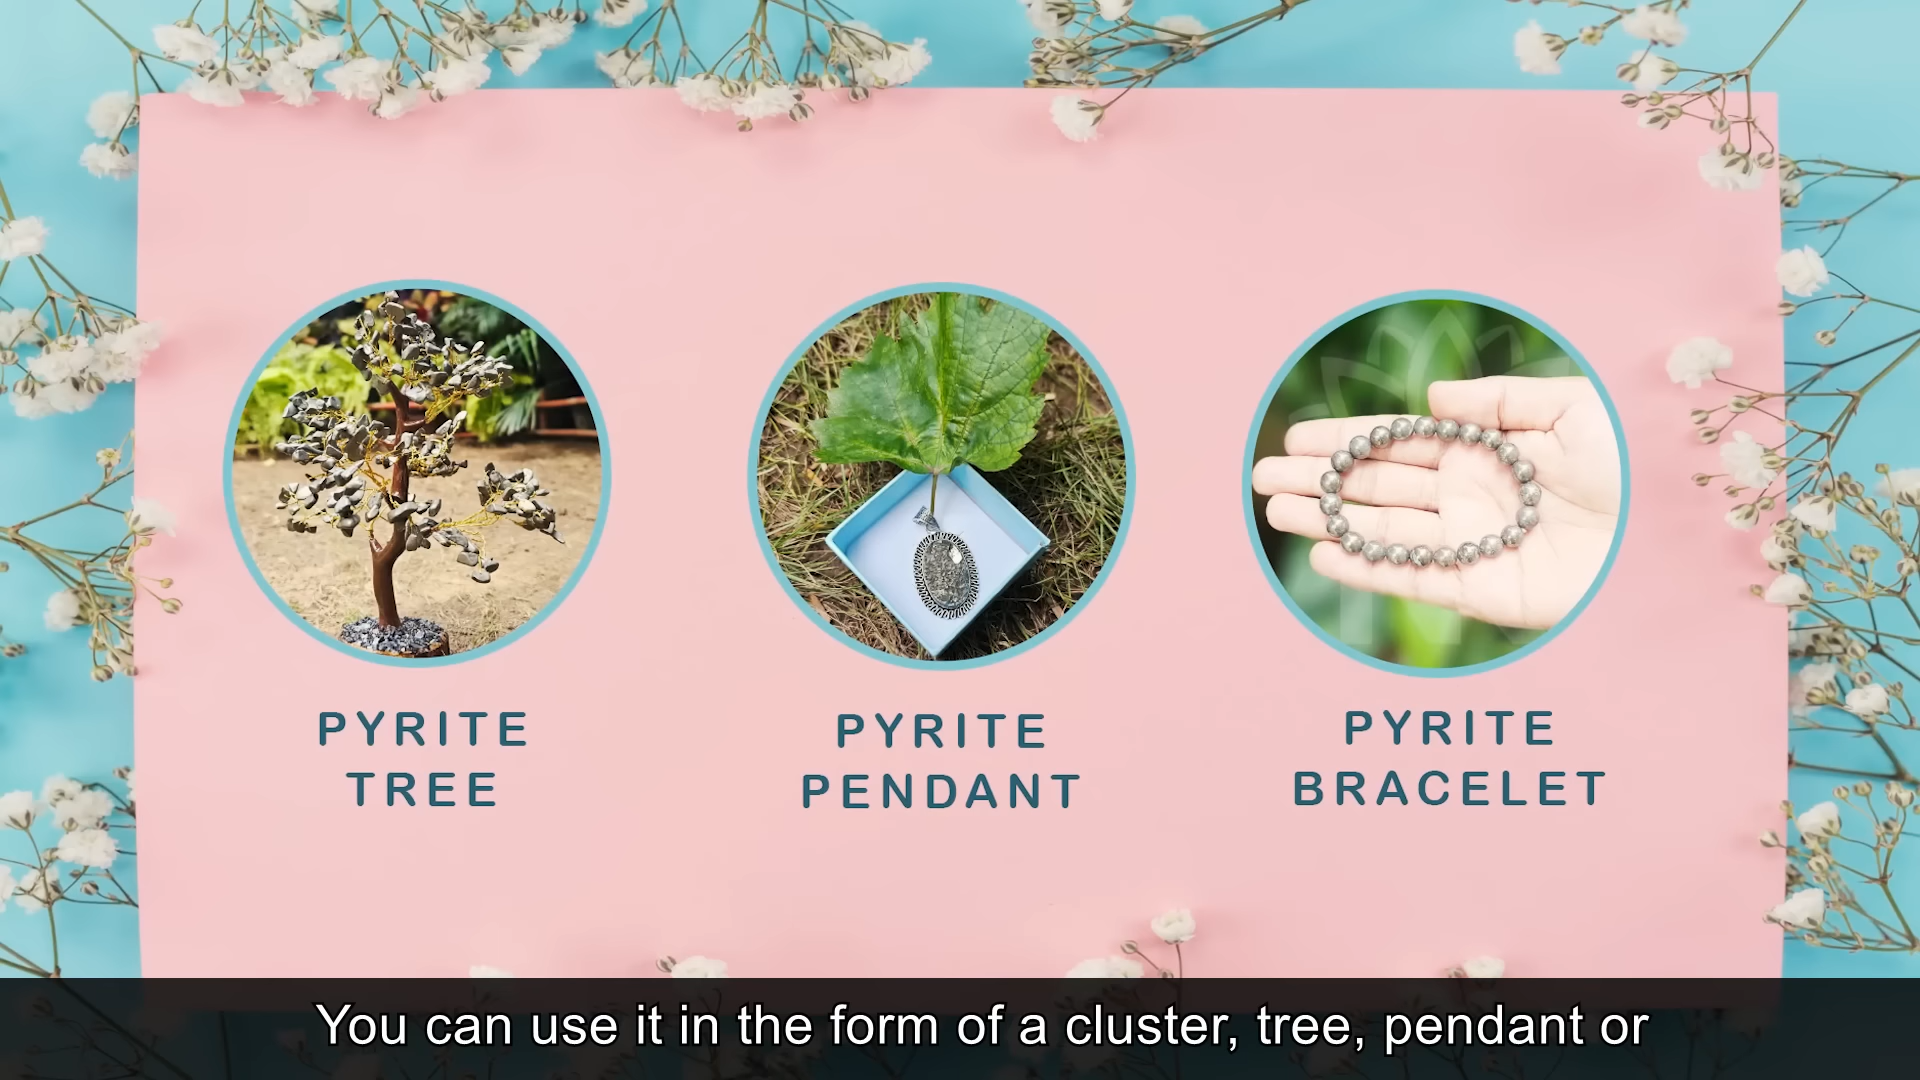 PYRITE
TREE
PYRITE
PENDANT
PYRITE
BRACELET
You can use it in the form of a cluster, tree, pendant or